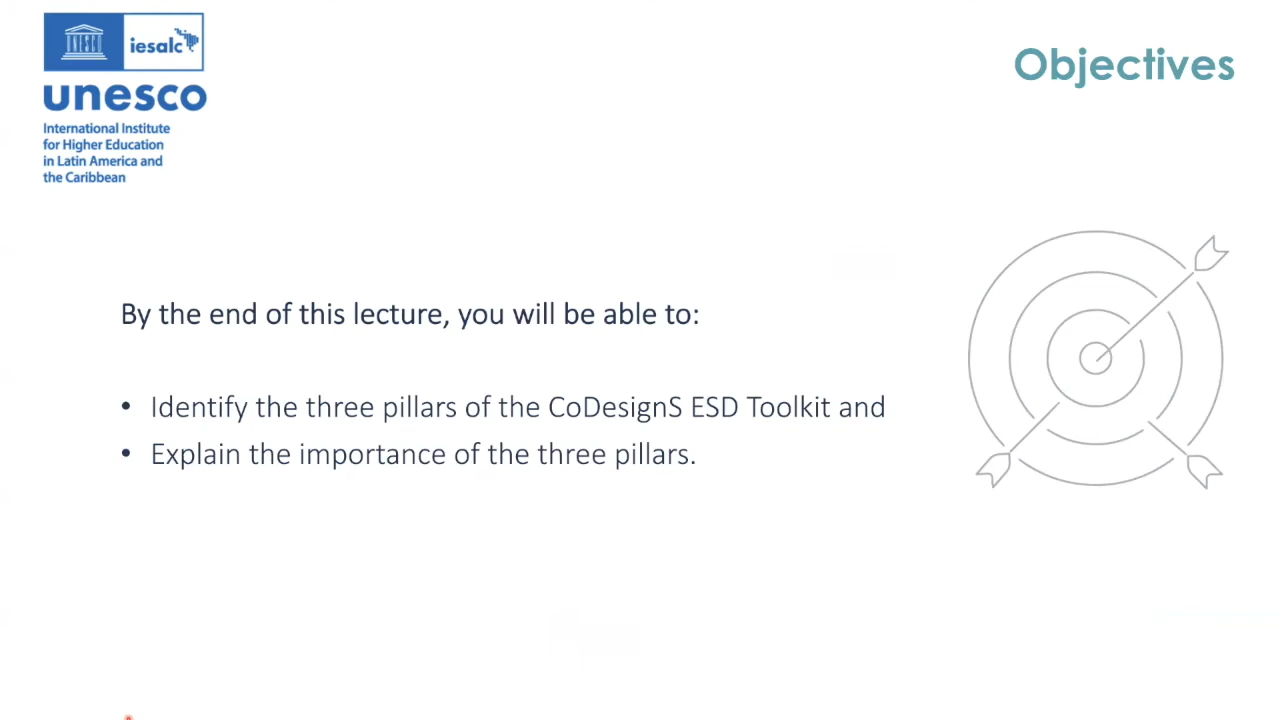 iesalc
unesco
International Institute
for Higher Education
in Latin America and
the Caribbean
Objectives
By the end of this lecture, you will be able to:
• Identify the three pillars of the CoDesignS ESD Toolkit and
• Explain the importance of the three pillars.